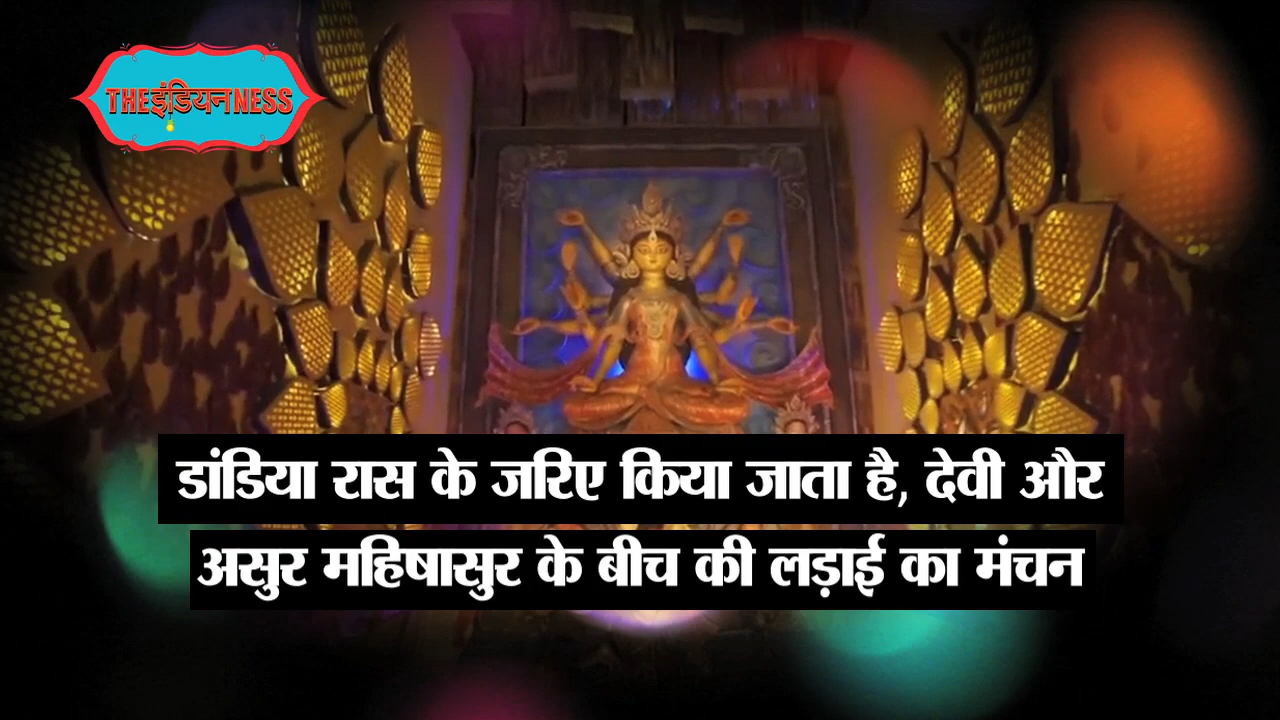 THEइंडियनNESS
डांडिया रास के जरिए किया जाता है, देवी और
असुर महिषासुर के बीच की लड़ाई का मंचन